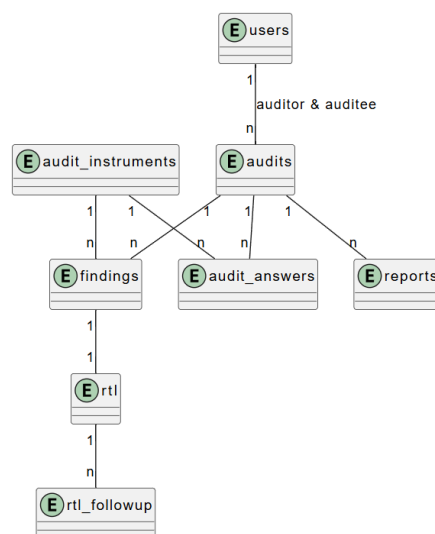 E users
1
auditor & auditee
n
E audit_instruments
E audits
1 1 1 1 1
n n n n n
E findings
E audit_answers
E reports
1
1
E rtl
1
n
E rtl_followup